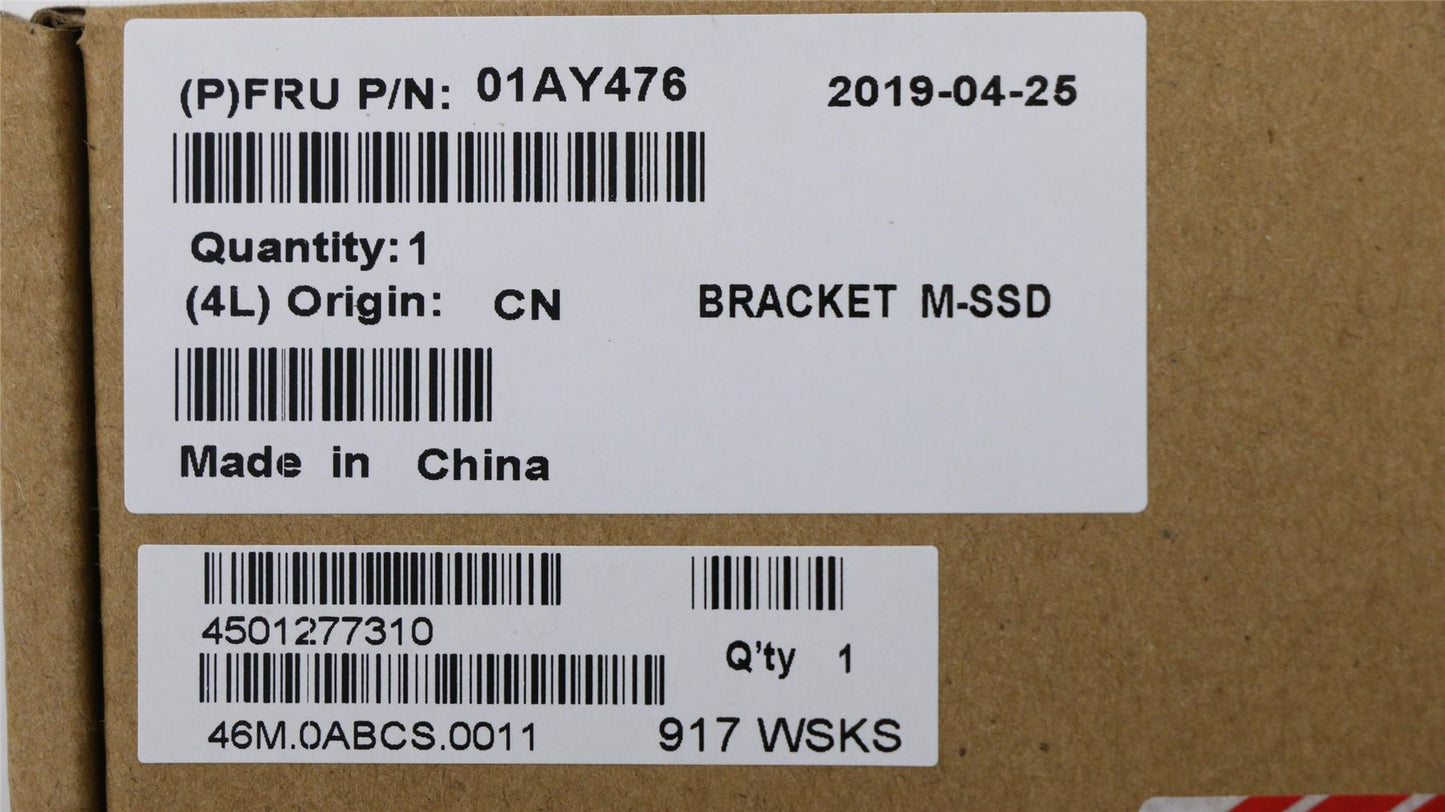 (P)FRU P/N: 01AY476 2019-04-25
Quantity:1
(4L) Origin: CN BRACKET M-SSD
Made in China
4501277310
Q'ty 1
46M.0ABCS.0011 917 WSKS